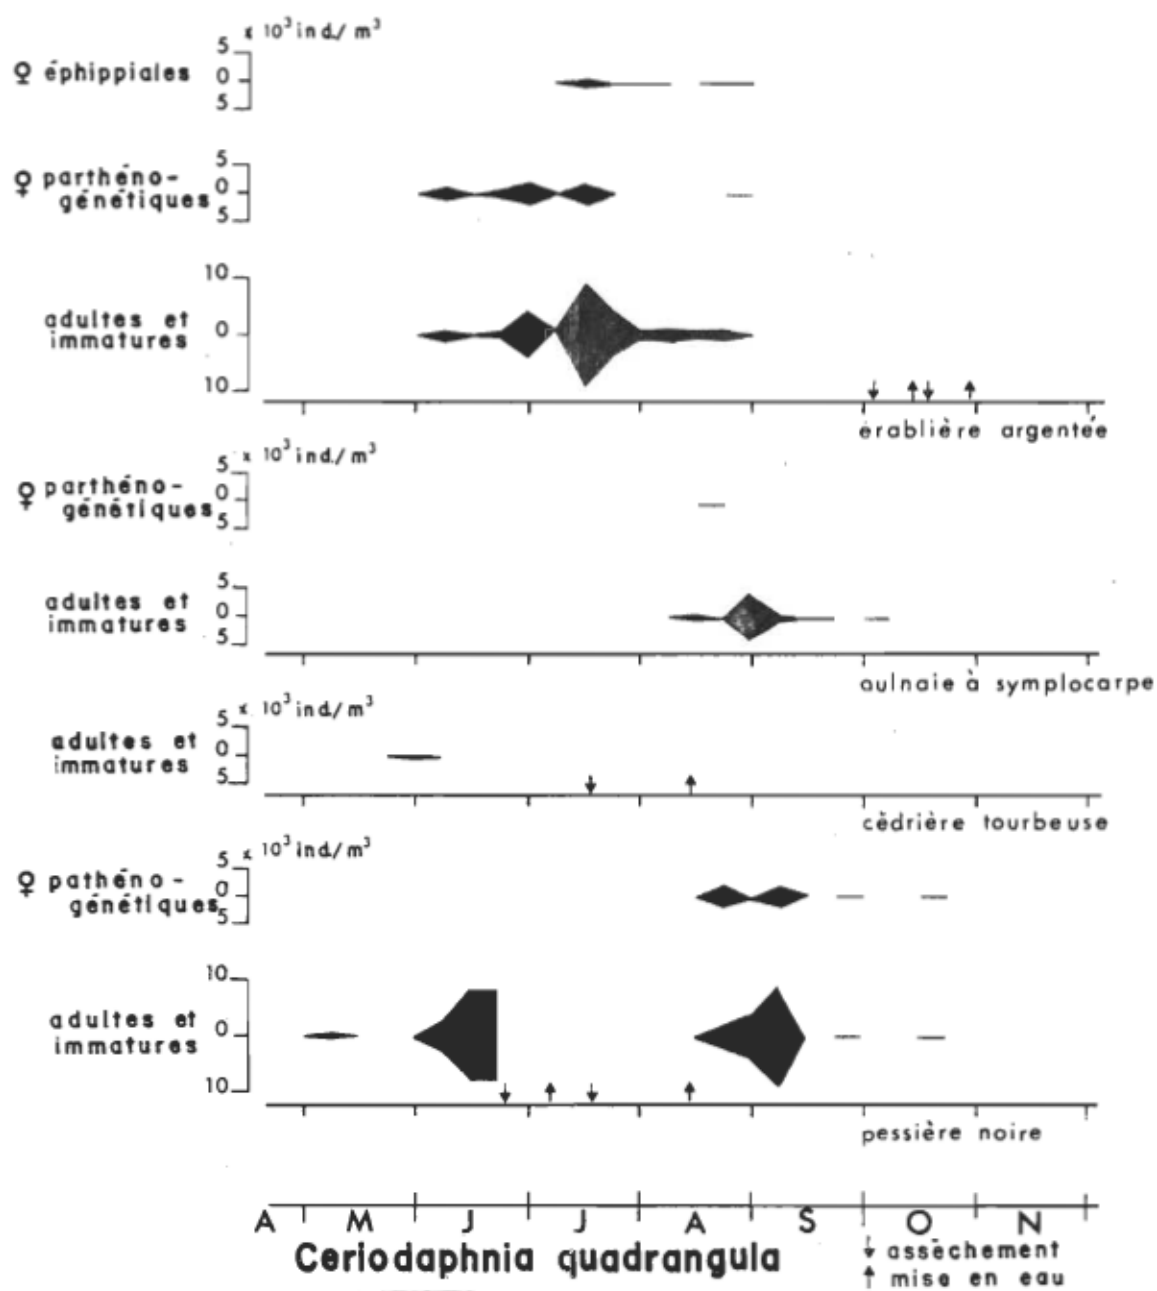 x 10³ ind./m³
5
♀ éphippiales 0
5
5
♀ parthéno-
0
génétiques
5
10
adultes et
0
immatures
10
↓ ↑ ↓ ↑
érablière argentée
x 10³ ind./m³
5
♀ parthéno-
0
génétiques
5
5
adultes et
0
immatures
5
aulnaie à symplocarpe
x 10³ ind./m³
5
adultes et
0
immatures
5
↓ ↑
cèdrière tourbeuse
x 10³ ind./m³
5
♀ pathéno-
0
génétiques
5
10
adultes et
0
immatures
10
↓ ↑ ↓ ↑
pessière noire
A M J J A S O N
Ceriodaphnia quadrangula
↓ assèchement
↑ mise en eau